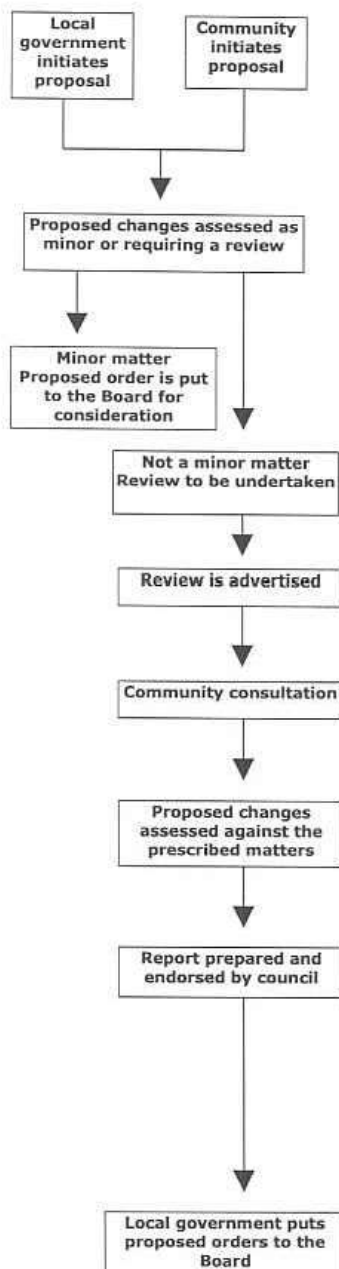 Local
government
initiates
proposal
Community
initiates
proposal
Proposed changes assessed as
minor or requiring a review
Minor matter
Proposed order is put
to the Board for
consideration
Not a minor matter
Review to be undertaken
Review is advertised
Community consultation
Proposed changes
assessed against the
prescribed matters
Report prepared and
endorsed by council
Local government puts
proposed orders to the
Board